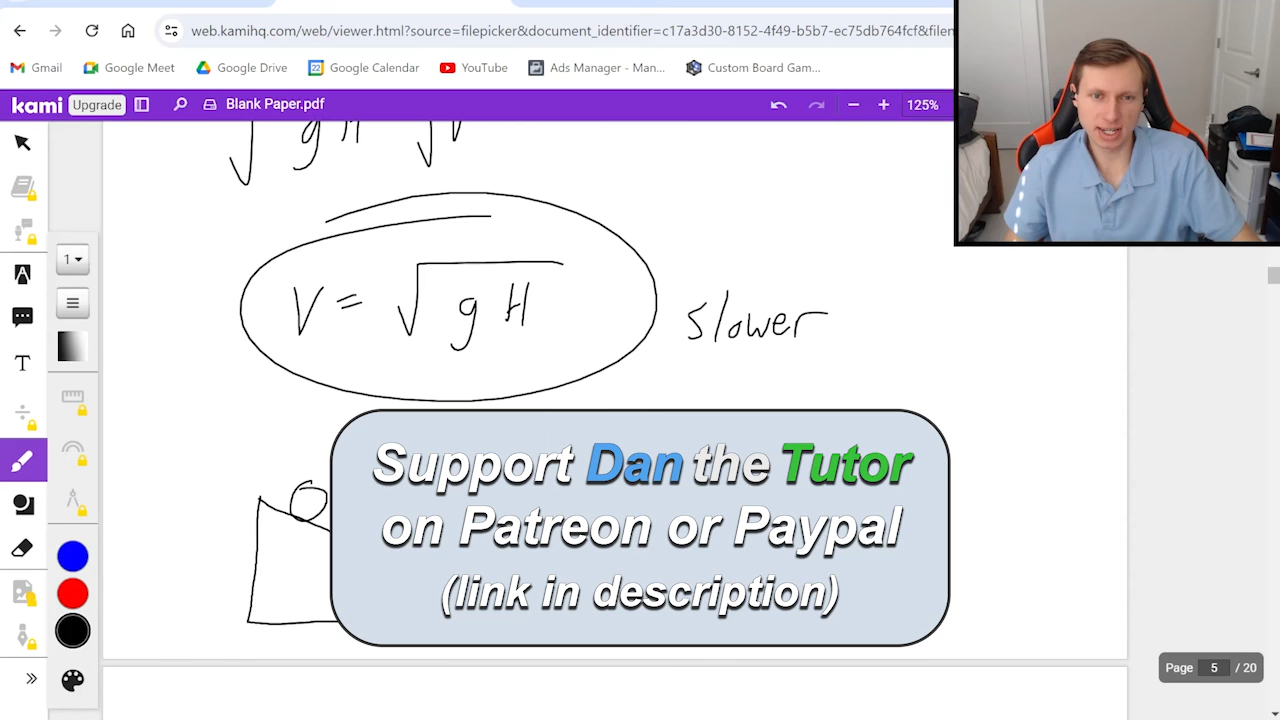 web.kamihq.com/web/viewer.html?source=filepicker&document_identifier=c17a3d30-8152-4f49-b5b7-ec75db764fcf&filen
Gmail
Google Meet
Google Drive
22
Google Calendar
YouTube
Ads Manager - Man...
Custom Board Gam...
kami
Upgrade
Blank Paper.pdf
125%
√gH √V
V = √gH
slower
1
T
Support Dan the Tutor
on Patreon or Paypal
(link in description)
Page 5 / 20